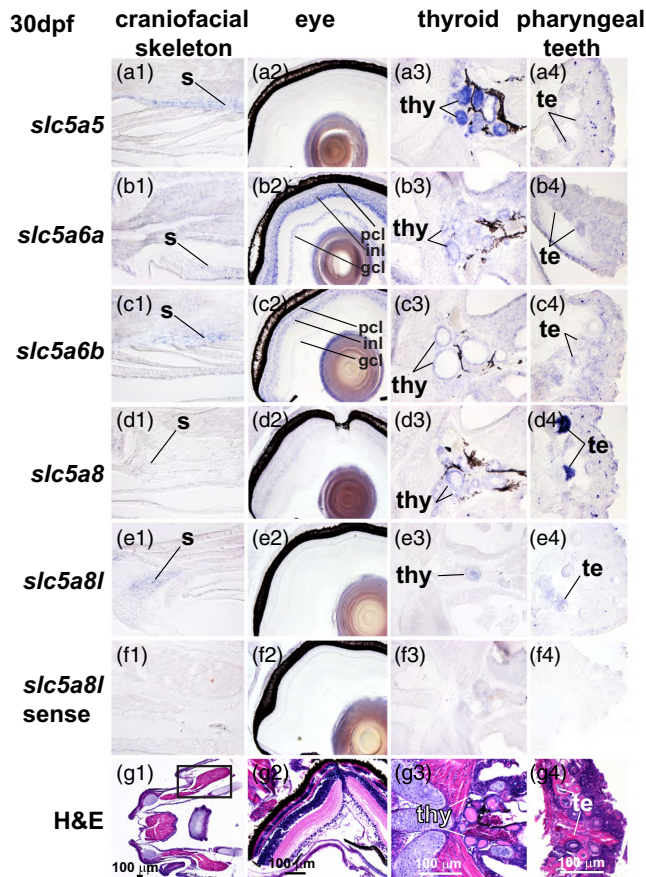 30dpf craniofacial skeleton eye thyroid pharyngeal teeth
slc5a5 (a1) s (a2) (a3) thy (a4) te
slc5a6a (b1) s (b2) pcl inl gcl (b3) thy (b4) te
slc5a6b (c1) s (c2) pcl inl gcl (c3) thy (c4) te
slc5a8 (d1) s (d2) (d3) thy (d4) te
slc5a8l (e1) s (e2) (e3) thy (e4) te
slc5a8l sense (f1) (f2) (f3) (f4)
H&E (g1) 100 µm (g2) 100 µm (g3) thy 100 µm (g4) te 100 µm